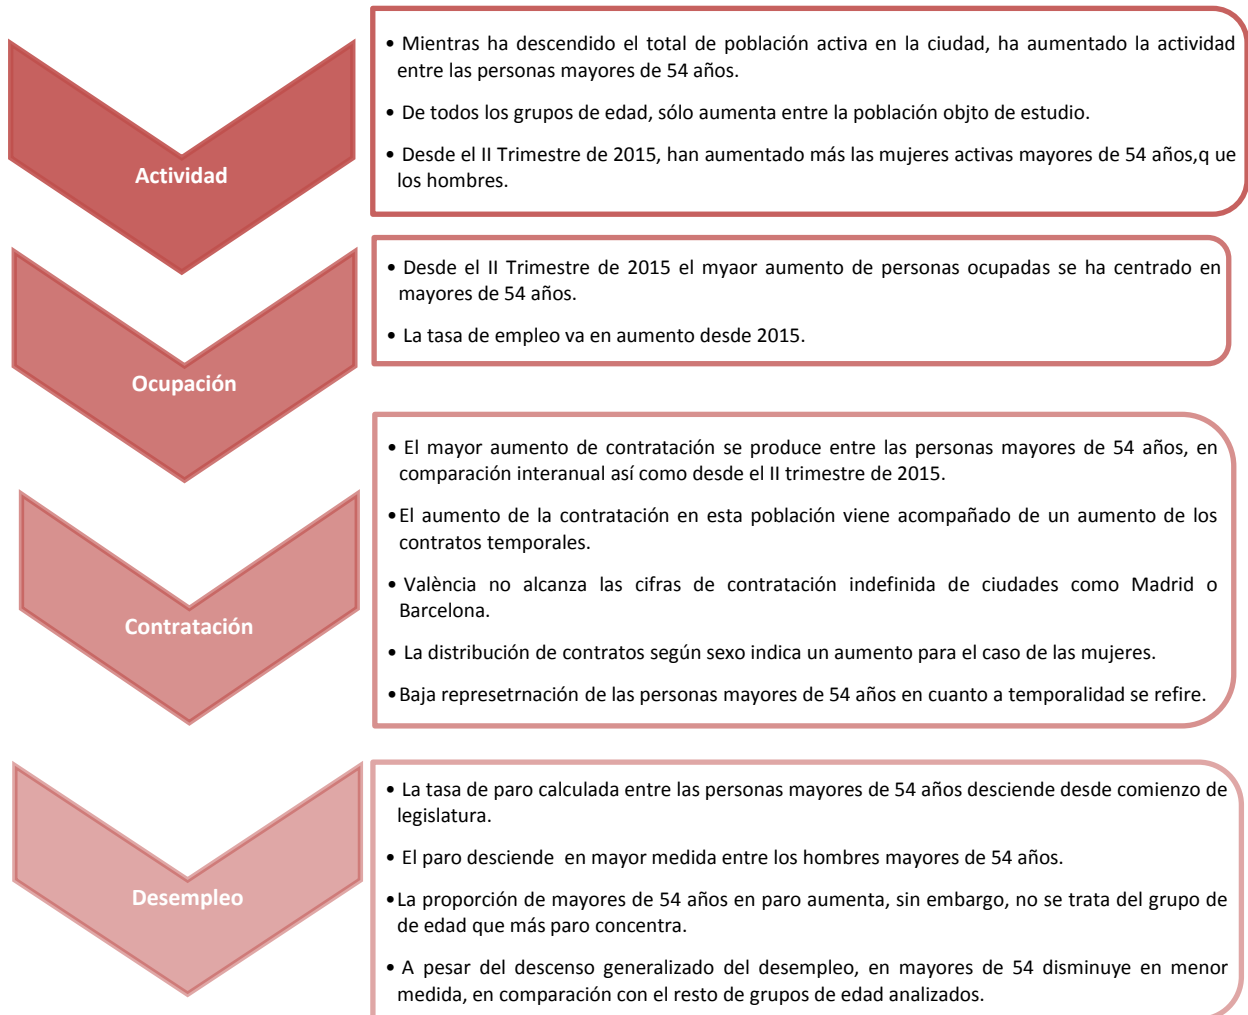 Actividad
• Mientras ha descendido el total de población activa en la ciudad, ha aumentado la actividad
entre las personas mayores de 54 años.
• De todos los grupos de edad, sólo aumenta entre la población objto de estudio.
• Desde el II Trimestre de 2015, han aumentado más las mujeres activas mayores de 54 años,q ue
los hombres.
Ocupación
• Desde el II Trimestre de 2015 el myaor aumento de personas ocupadas se ha centrado en
mayores de 54 años.
• La tasa de empleo va en aumento desde 2015.
Contratación
• El mayor aumento de contratación se produce entre las personas mayores de 54 años, en
comparación interanual así como desde el II trimestre de 2015.
•El aumento de la contratación en esta población viene acompañado de un aumento de los
contratos temporales.
• València no alcanza las cifras de contratación indefinida de ciudades como Madrid o
Barcelona.
• La distribución de contratos según sexo indica un aumento para el caso de las mujeres.
•Baja represetrnación de las personas mayores de 54 años en cuanto a temporalidad se refire.
Desempleo
• La tasa de paro calculada entre las personas mayores de 54 años desciende desde comienzo de
legislatura.
• El paro desciende en mayor medida entre los hombres mayores de 54 años.
•La proporción de mayores de 54 años en paro aumenta, sin embargo, no se trata del grupo de
de edad que más paro concentra.
• A pesar del descenso generalizado del desempleo, en mayores de 54 disminuye en menor
medida, en comparación con el resto de grupos de edad analizados.